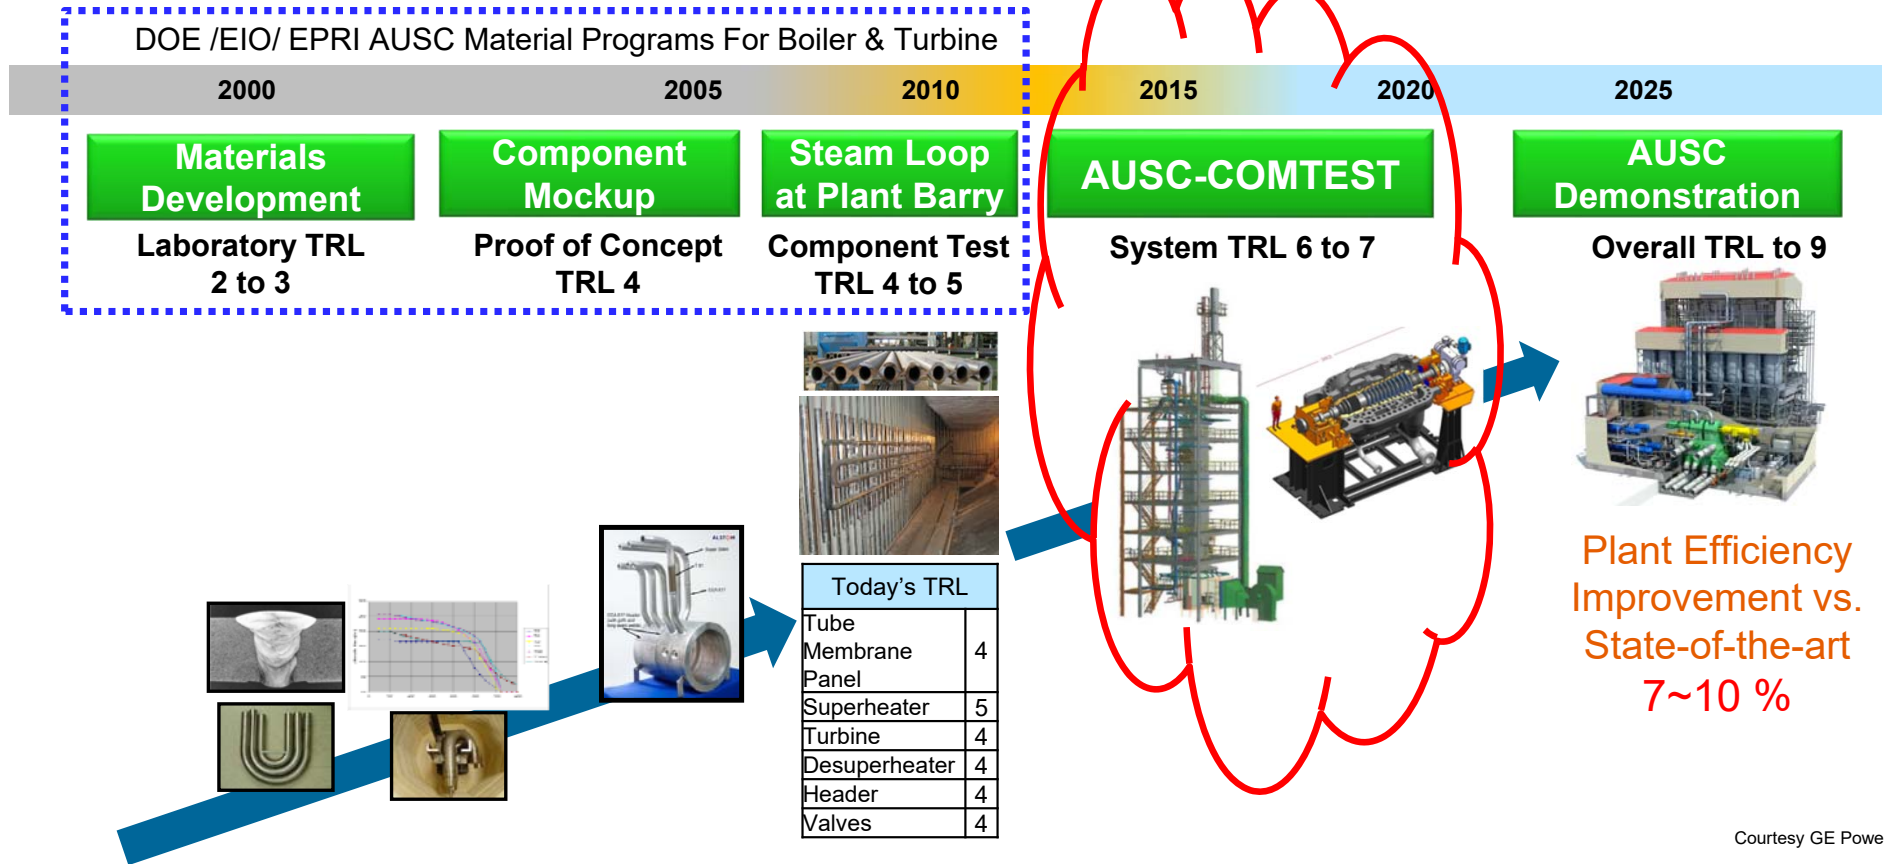 DOE /EIO/ EPRI AUSC Material Programs For Boiler & Turbine
2000 2005 2010 2015 2020 2025
Materials
Development
Laboratory TRL
2 to 3
Component
Mockup
Proof of Concept
TRL 4
Steam Loop
at Plant Barry
Component Test
TRL 4 to 5
AUSC-COMTEST
System TRL 6 to 7
AUSC
Demonstration
Overall TRL to 9
ALSTOM
Today's TRL
Tube
Membrane 4
Panel
Superheater 5
Turbine 4
Desuperheater 4
Header 4
Valves 4
Plant Efficiency
Improvement vs.
State-of-the-art
7~10 %
Courtesy GE Powe